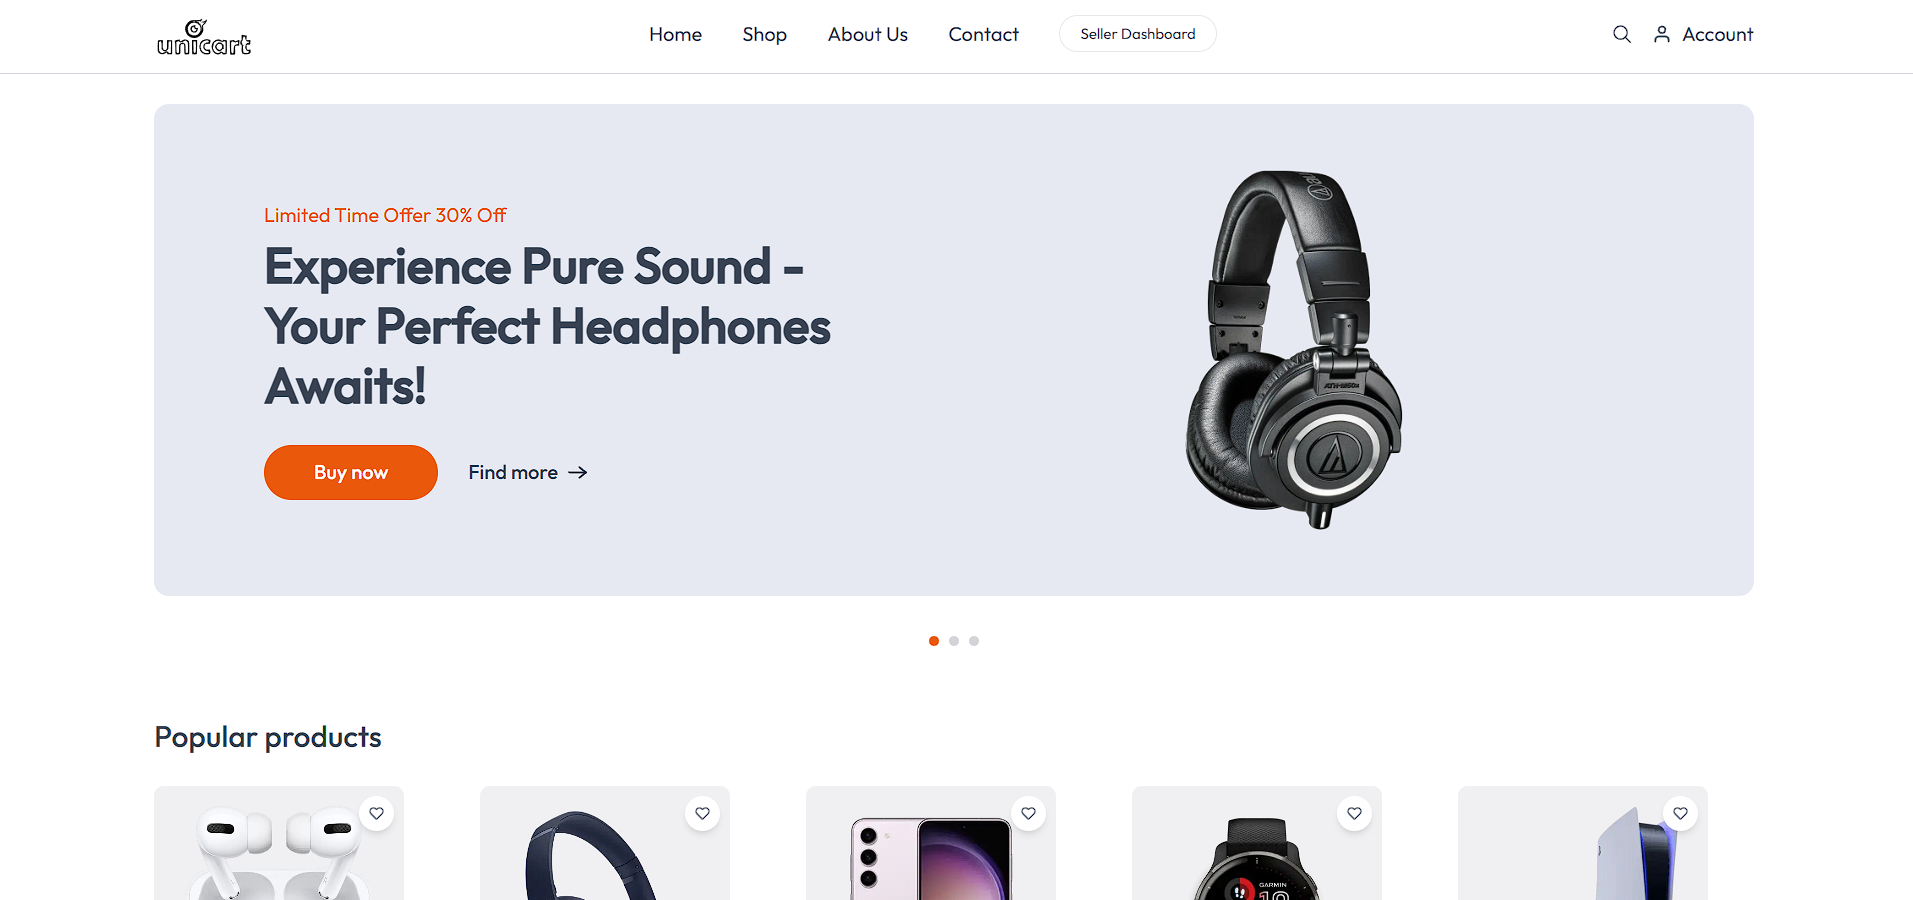 unicart
Home
Shop
About Us
Contact
Seller Dashboard
Account
Limited Time Offer 30% Off
Experience Pure Sound -
Your Perfect Headphones
Awaits!
Buy now
Find more
ATH-M50x
Popular products
GARMIN
10